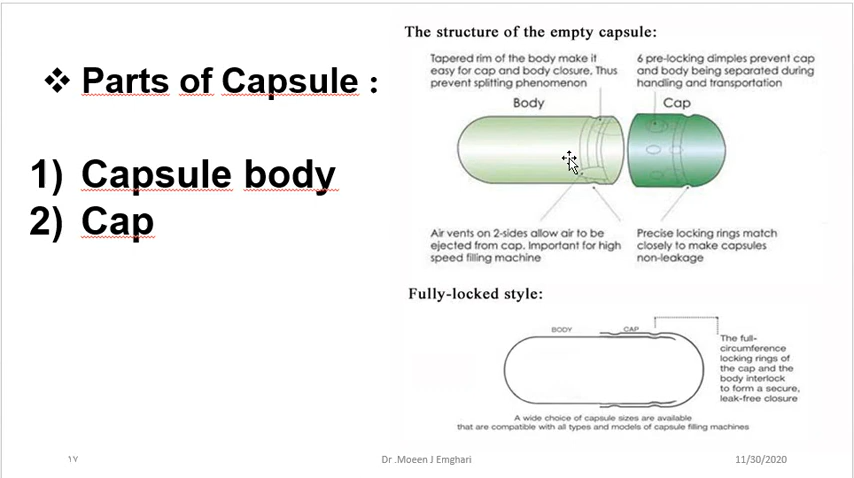 ❖ Parts of Capsule :
1) Capsule body
2) Cap
The structure of the empty capsule:
Tapered rim of the body make it
easy for cap and body closure, Thus
prevent splitting phenomenon
6 pre-locking dimples prevent cap
and body being separated during
handling and transportation
Body
Cap
Air vents on 2-sides allow air to be
ejected from cap. Important for high
speed filling machine
Precise locking rings match
closely to make capsules
non-leakage
Fully-locked style:
BODY
CAP
The full-
circumference
locking rings of
the cap and the
body interlock
to form a secure,
leak-free closure
A wide choice of capsule sizes are available
that are compatible with all types and models of capsule filling machines
١٧
Dr .Moeen J Emghari
11/30/2020